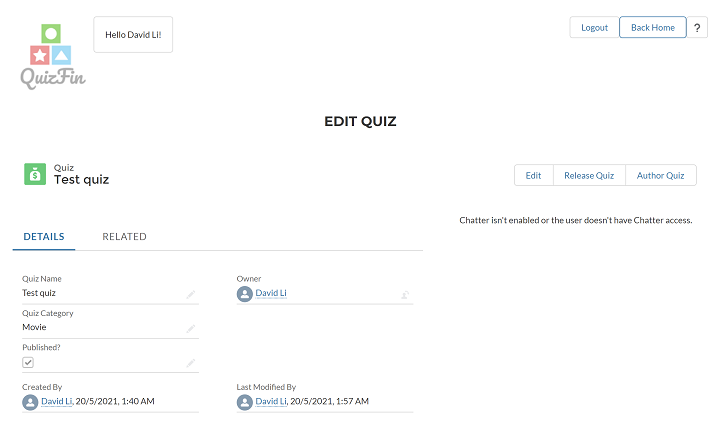 Hello David Li!
Logout Back Home ?
QuizFin
EDIT QUIZ
Quiz
Test quiz
Edit Release Quiz Author Quiz
Chatter isn't enabled or the user doesn't have Chatter access.
DETAILS RELATED
Quiz Name Owner
Test quiz David Li
Quiz Category
Movie
Published?
Created By Last Modified By
David Li, 20/5/2021, 1:40 AM David Li, 20/5/2021, 1:57 AM